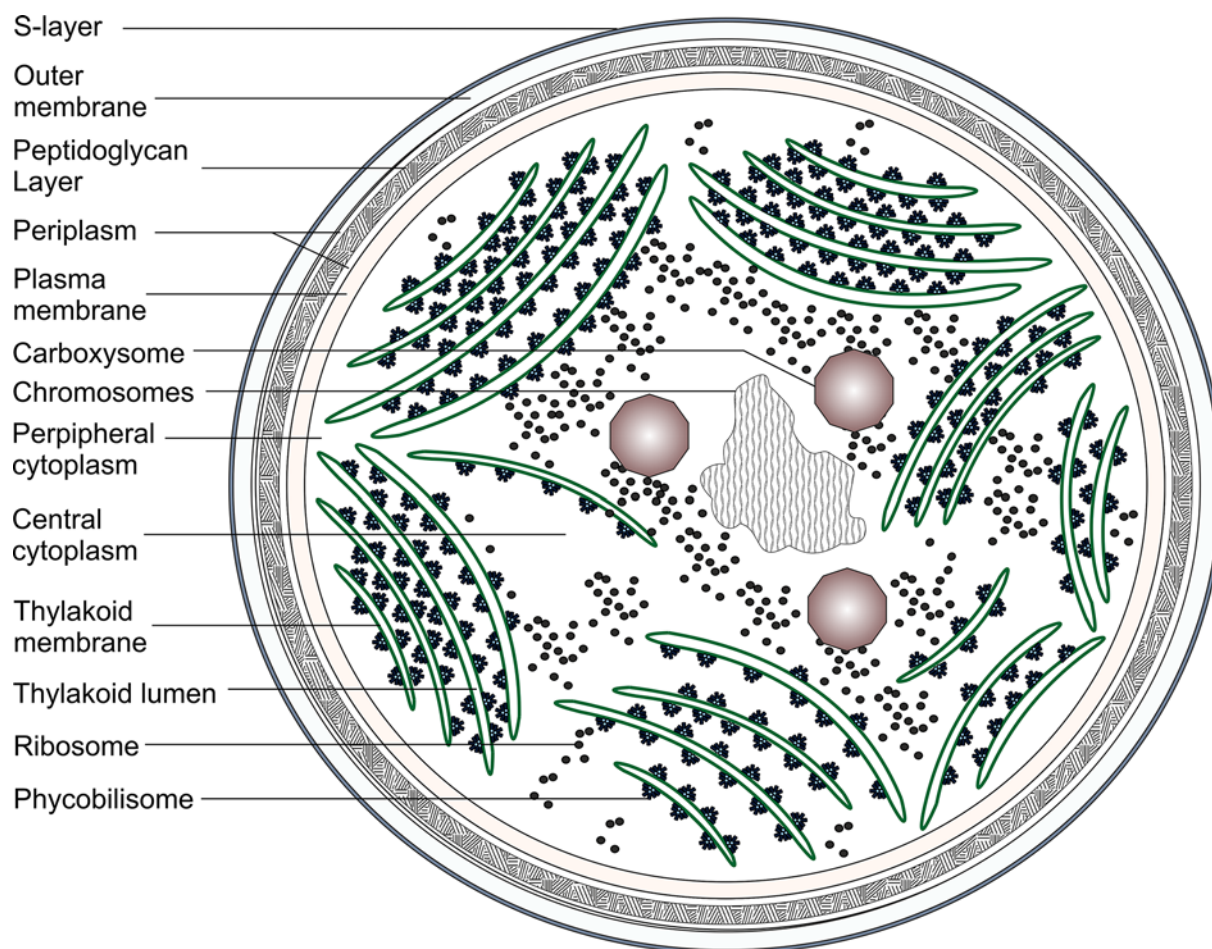 S-layer
Outer
membrane
Peptidoglycan
Layer
Periplasm
Plasma
membrane
Carboxysome
Chromosomes
Perpipheral
cytoplasm
Central
cytoplasm
Thylakoid
membrane
Thylakoid lumen
Ribosome
Phycobilisome